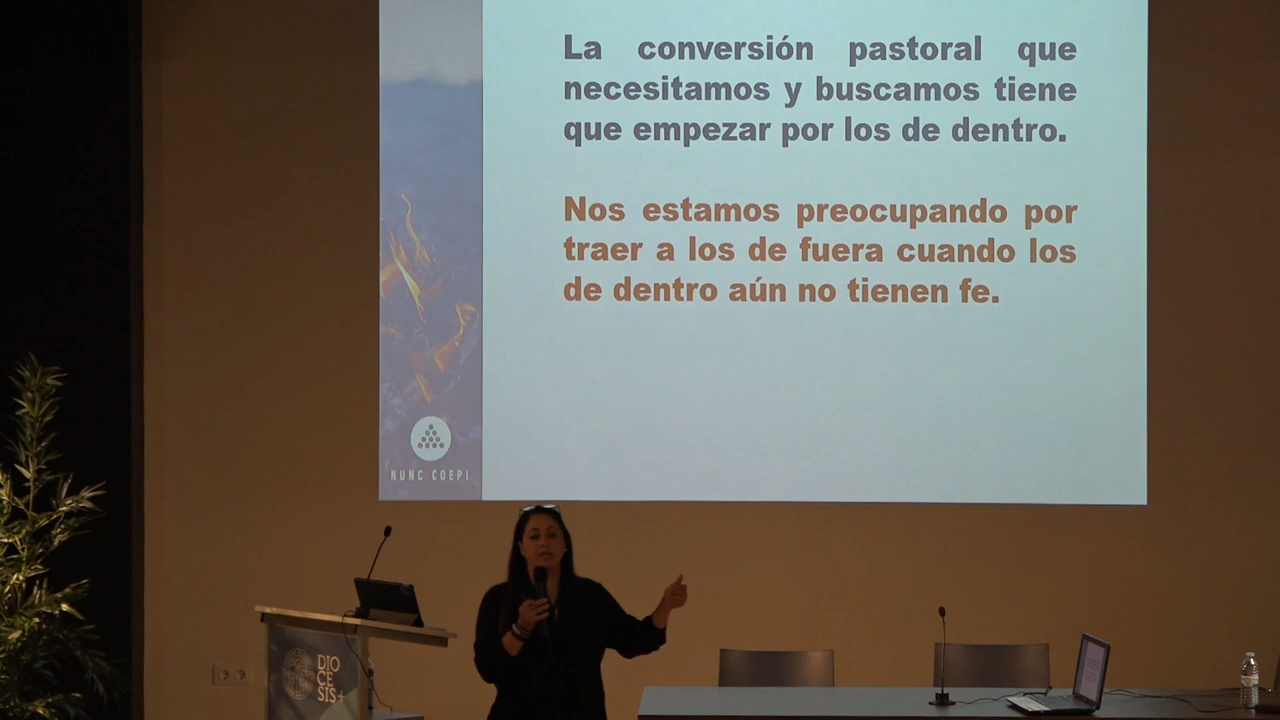 La conversión pastoral que
necesitamos y buscamos tiene
que empezar por los de dentro.
Nos estamos preocupando por
traer a los de fuera cuando los
de dentro aún no tienen fe.
NUNC COEPI
DIO
CE
SIS+